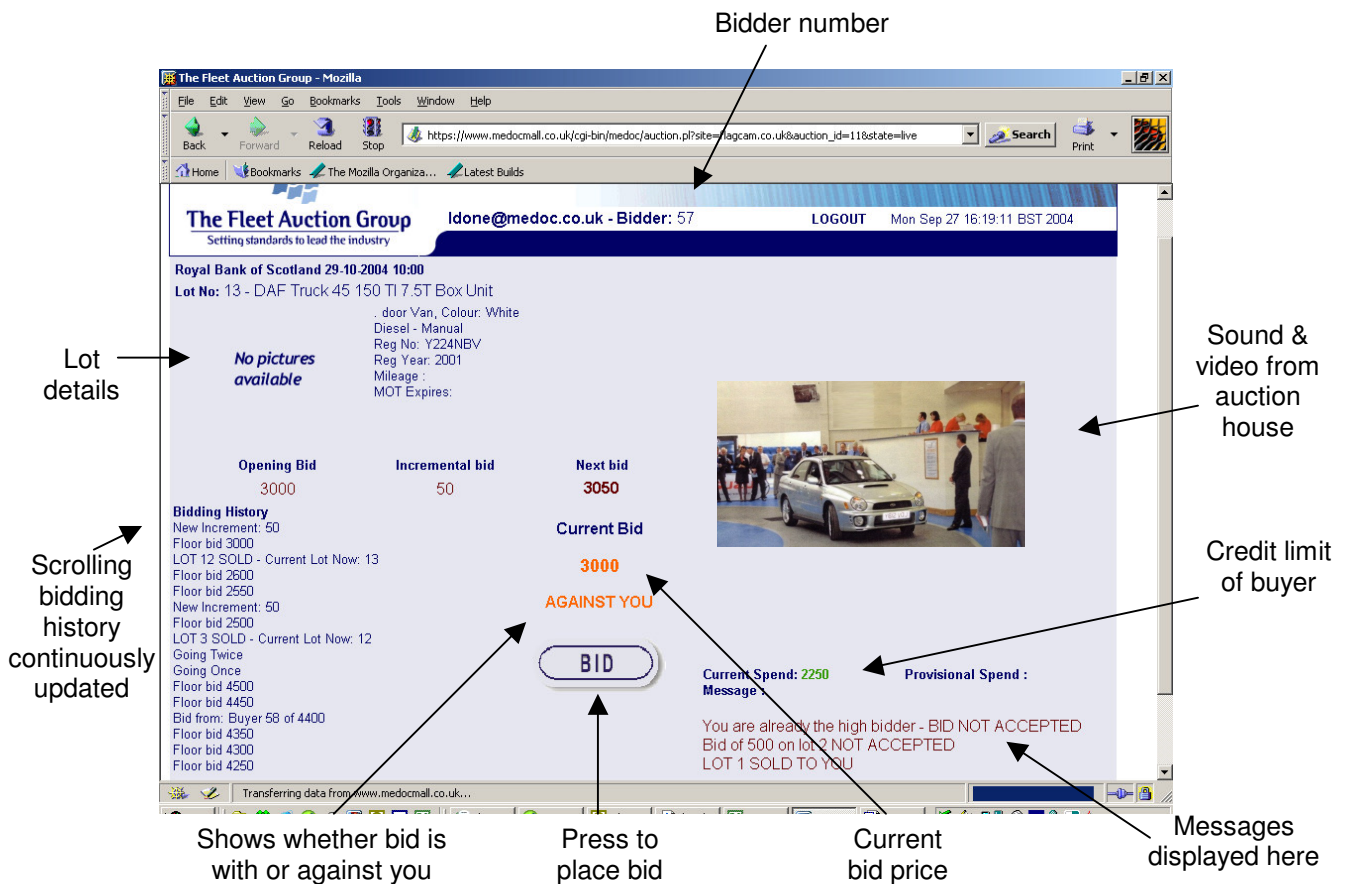 Bidder number
The Fleet Auction Group - Mozilla
File Edit View Go Bookmarks Tools Window Help
Back Forward Reload Stop https://www.medocmall.co.uk/cgi-bin/medoc/auction.pl?site=flagcam.co.uk&auction_id=11&state=live Search Print
Home Bookmarks The Mozilla Organiza... Latest Builds
The Fleet Auction Group
Setting standards to lead the industry
ldone@medoc.co.uk - Bidder: 57 LOGOUT Mon Sep 27 16:19:11 BST 2004
Royal Bank of Scotland 29-10-2004 10:00
Lot No: 13 - DAF Truck 45 150 TI 7.5T Box Unit
. door Van, Colour: White
Diesel - Manual
Reg No: Y224NBV
Reg Year: 2001
Mileage :
MOT Expires:
No pictures
available
Lot
details
Sound &
video from
auction
house
Opening Bid Incremental bid Next bid
3000 50 3050
Bidding History
New Increment: 50
Floor bid 3000
LOT 12 SOLD - Current Lot Now: 13
Floor bid 2600
Floor bid 2550
New Increment: 50
Floor bid 2500
LOT 3 SOLD - Current Lot Now: 12
Going Twice
Going Once
Floor bid 4500
Floor bid 4450
Bid from: Buyer 58 of 4400
Floor bid 4350
Floor bid 4300
Floor bid 4250
Scrolling
bidding
history
continuously
updated
Current Bid
3000
AGAINST YOU
BID
Credit limit
of buyer
Current Spend: 2250 Provisional Spend :
Message :
You are already the high bidder - BID NOT ACCEPTED
Bid of 500 on lot 2 NOT ACCEPTED
LOT 1 SOLD TO YOU
Transferring data from www.medocmall.co.uk...
Shows whether bid is
with or against you
Press to
place bid
Current
bid price
Messages
displayed here